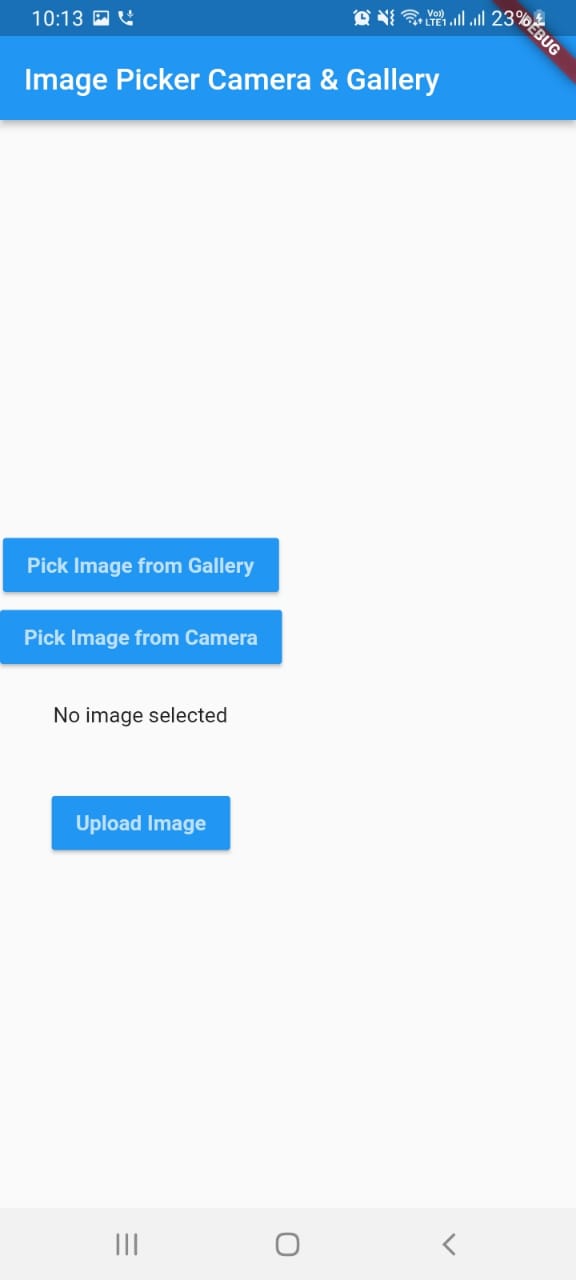 10:13 Vo)) LTE1 23%
DEBUG
Image Picker Camera & Gallery
Pick Image from Gallery
Pick Image from Camera
No image selected
Upload Image